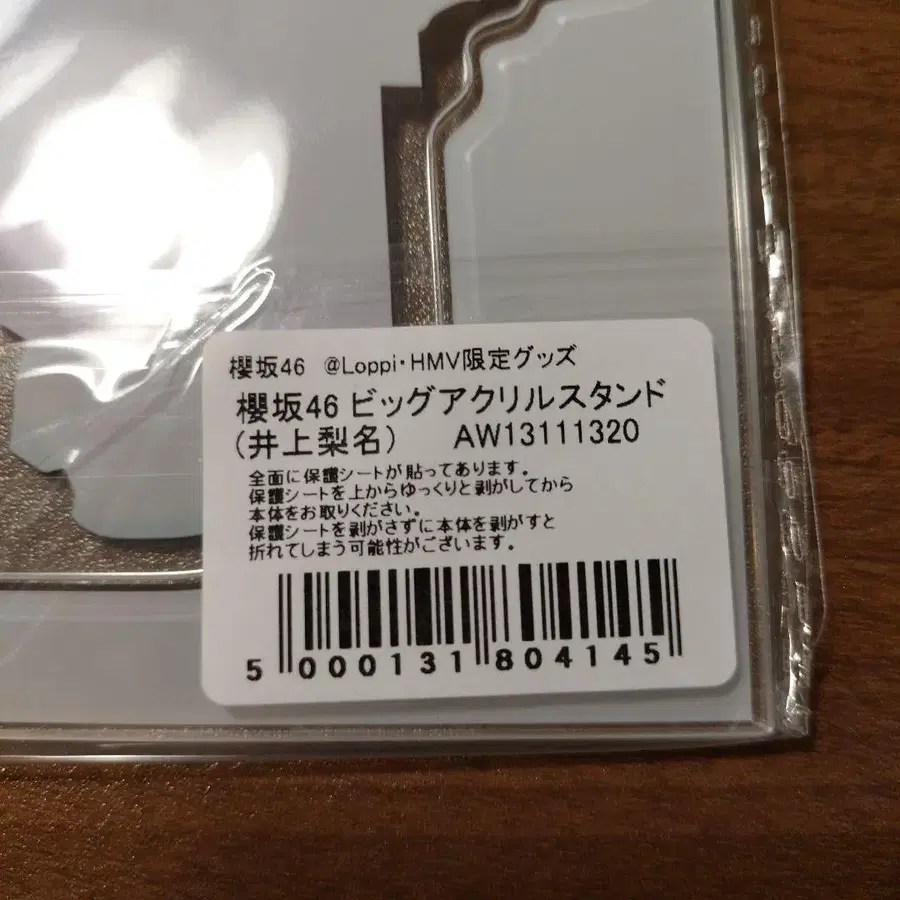 櫻坂46 @Loppi・HMV限定グッズ
櫻坂46 ビッグアクリルスタンド
(井上梨名) AW13111320
全面に保護シートが貼ってあります。
保護シートを上からゆっくりと剥がしてから
本体をお取りください。
保護シートを剥がさずに本体を剥がすと
折れてしまう可能性がございます。
5 000131 804145